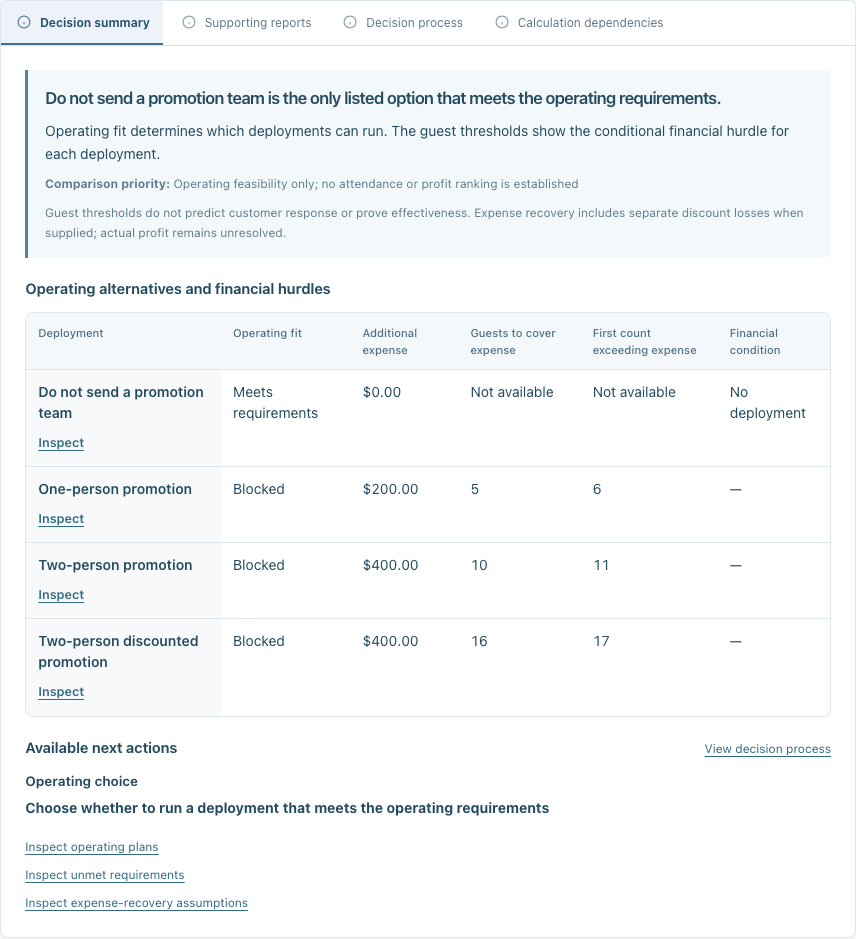 Decision summary
Supporting reports
Decision process
Calculation dependencies
Do not send a promotion team is the only listed option that meets the operating requirements.
Operating fit determines which deployments can run. The guest thresholds show the conditional financial hurdle for
each deployment.
Comparison priority: Operating feasibility only; no attendance or profit ranking is established
Guest thresholds do not predict customer response or prove effectiveness. Expense recovery includes separate discount losses when
supplied; actual profit remains unresolved.
Operating alternatives and financial hurdles
Deployment
Operating fit
Additional
expense
Guests to cover
expense
First count
exceeding expense
Financial
condition
Do not send a promotion
team
Inspect
Meets
requirements
$0.00
Not available
Not available
No
deployment
One-person promotion
Inspect
Blocked
$200.00
5
6
—
Two-person promotion
Inspect
Blocked
$400.00
10
11
—
Two-person discounted
promotion
Inspect
Blocked
$400.00
16
17
—
Available next actions
View decision process
Operating choice
Choose whether to run a deployment that meets the operating requirements
Inspect operating plans
Inspect unmet requirements
Inspect expense-recovery assumptions